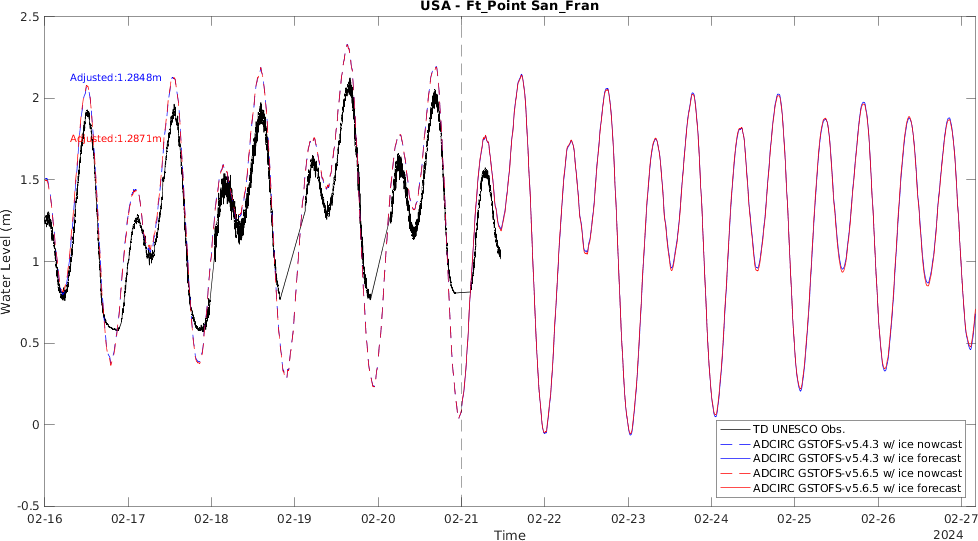 USA - Ft_Point San_Fran
2.5
Adjusted:1.2848m
2
Adjusted:1.2871m
1.5
Water Level (m)
1
0.5
0
TD UNESCO Obs.
ADCIRC GSTOFS-v5.4.3 w/ ice nowcast
ADCIRC GSTOFS-v5.4.3 w/ ice forecast
ADCIRC GSTOFS-v5.6.5 w/ ice nowcast
ADCIRC GSTOFS-v5.6.5 w/ ice forecast
-0.5
02-16 02-17 02-18 02-19 02-20 02-21 02-22 02-23 02-24 02-25 02-26 02-27
Time 2024